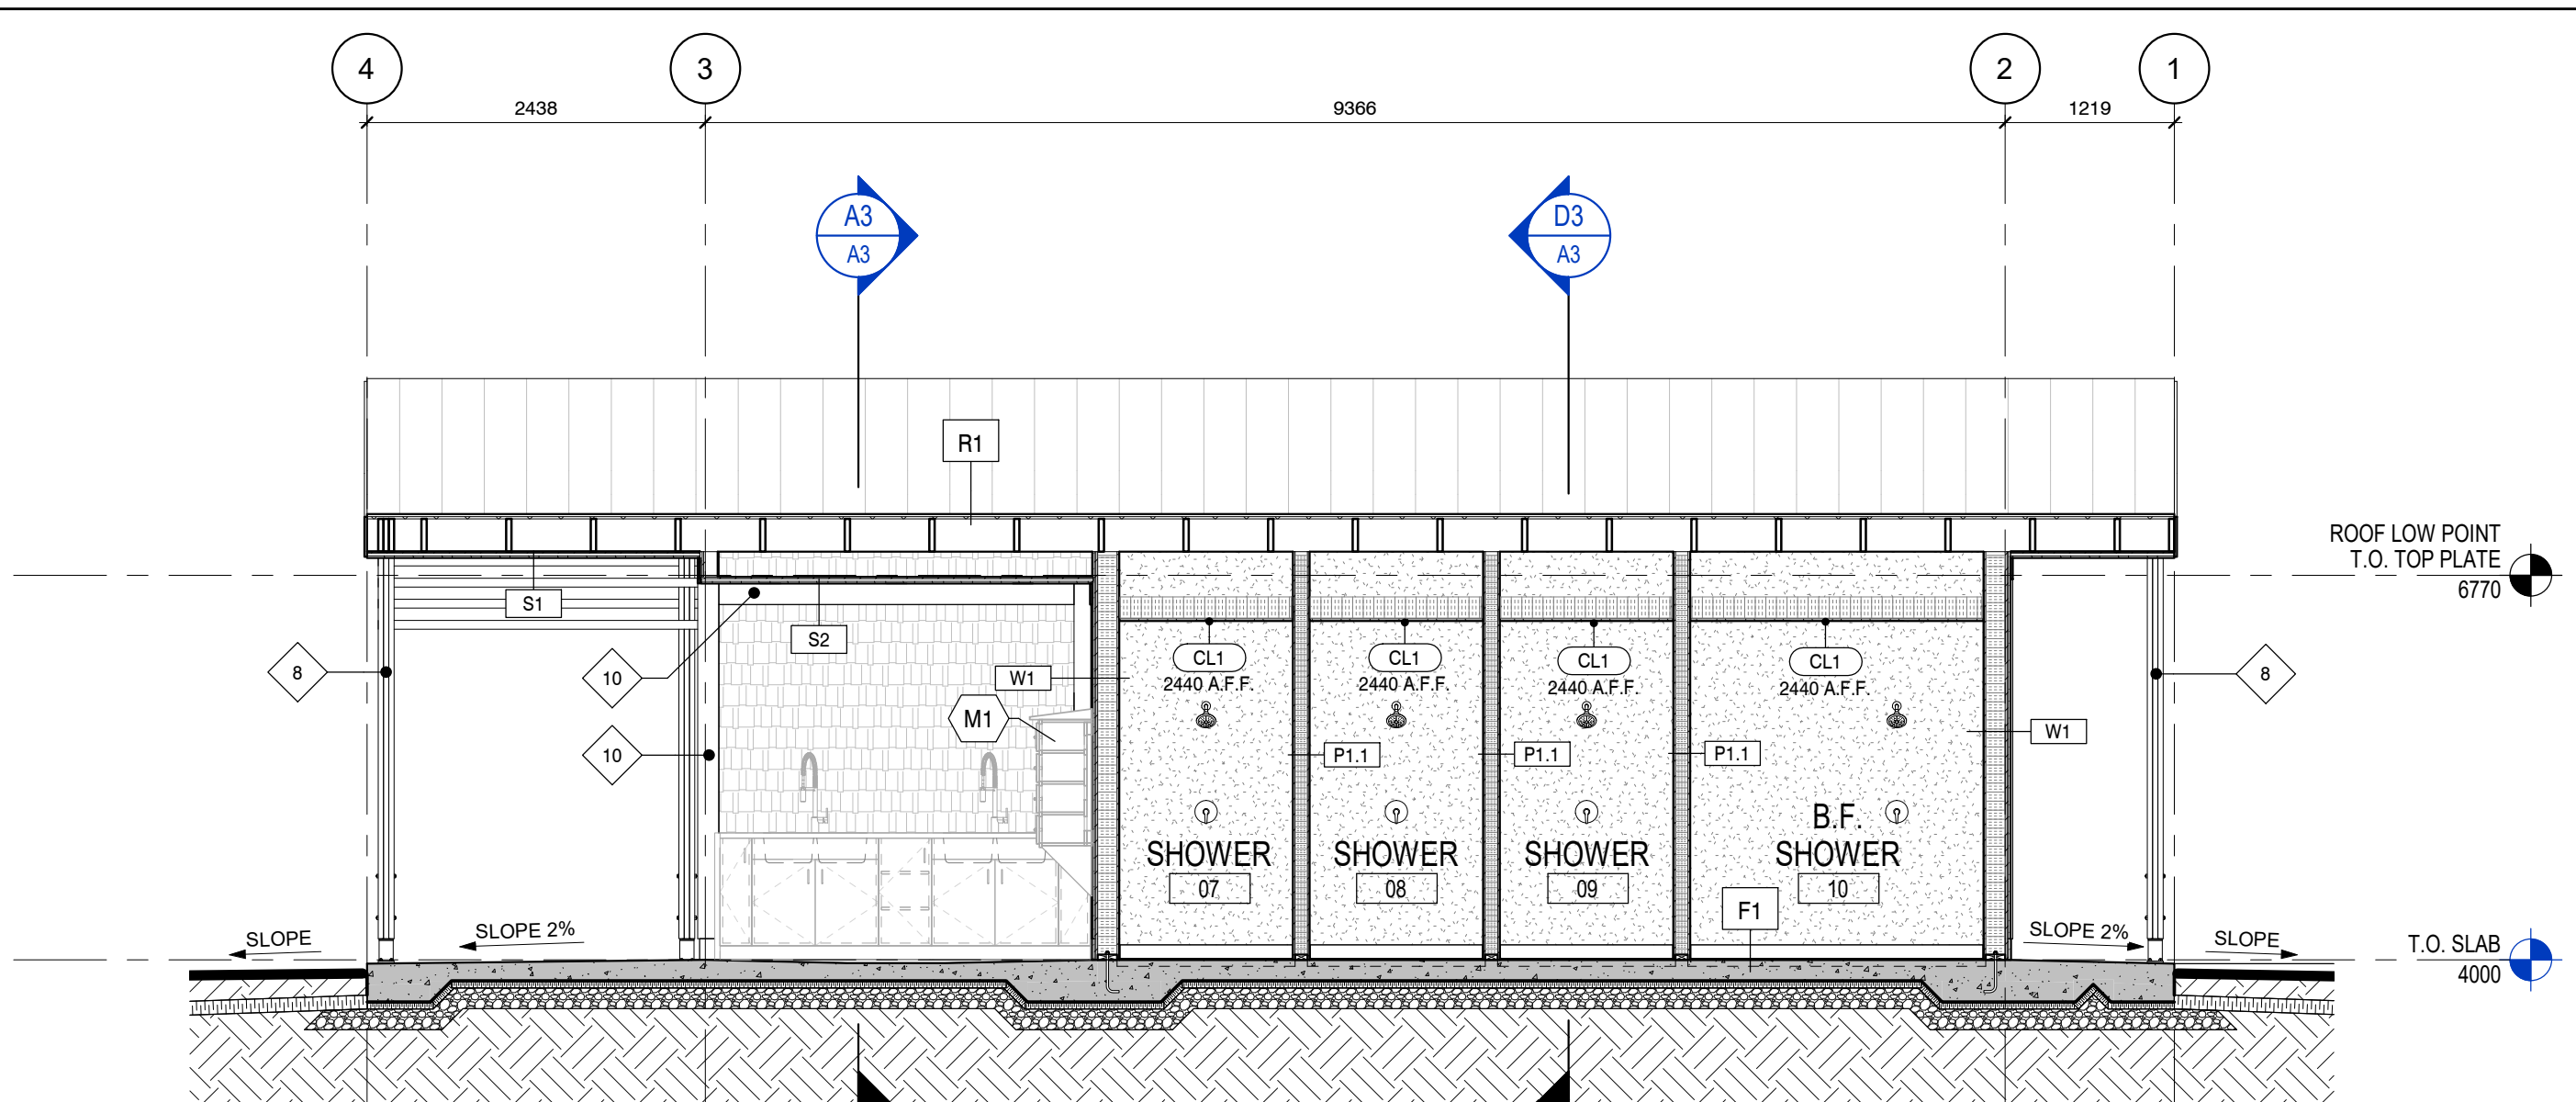 4
3
2
1
2438
9366
1219
A3
A3
D3
A3
R1
ROOF LOW POINT
T.O. TOP PLATE
6770
S1
S2
8
10
W1
CL1
2440 A.F.F.
CL1
2440 A.F.F.
CL1
2440 A.F.F.
CL1
2440 A.F.F.
8
M1
10
P1.1
P1.1
P1.1
W1
SHOWER
07
SHOWER
08
SHOWER
09
B.F.
SHOWER
10
F1
SLOPE
SLOPE 2%
SLOPE 2%
SLOPE
T.O. SLAB
4000